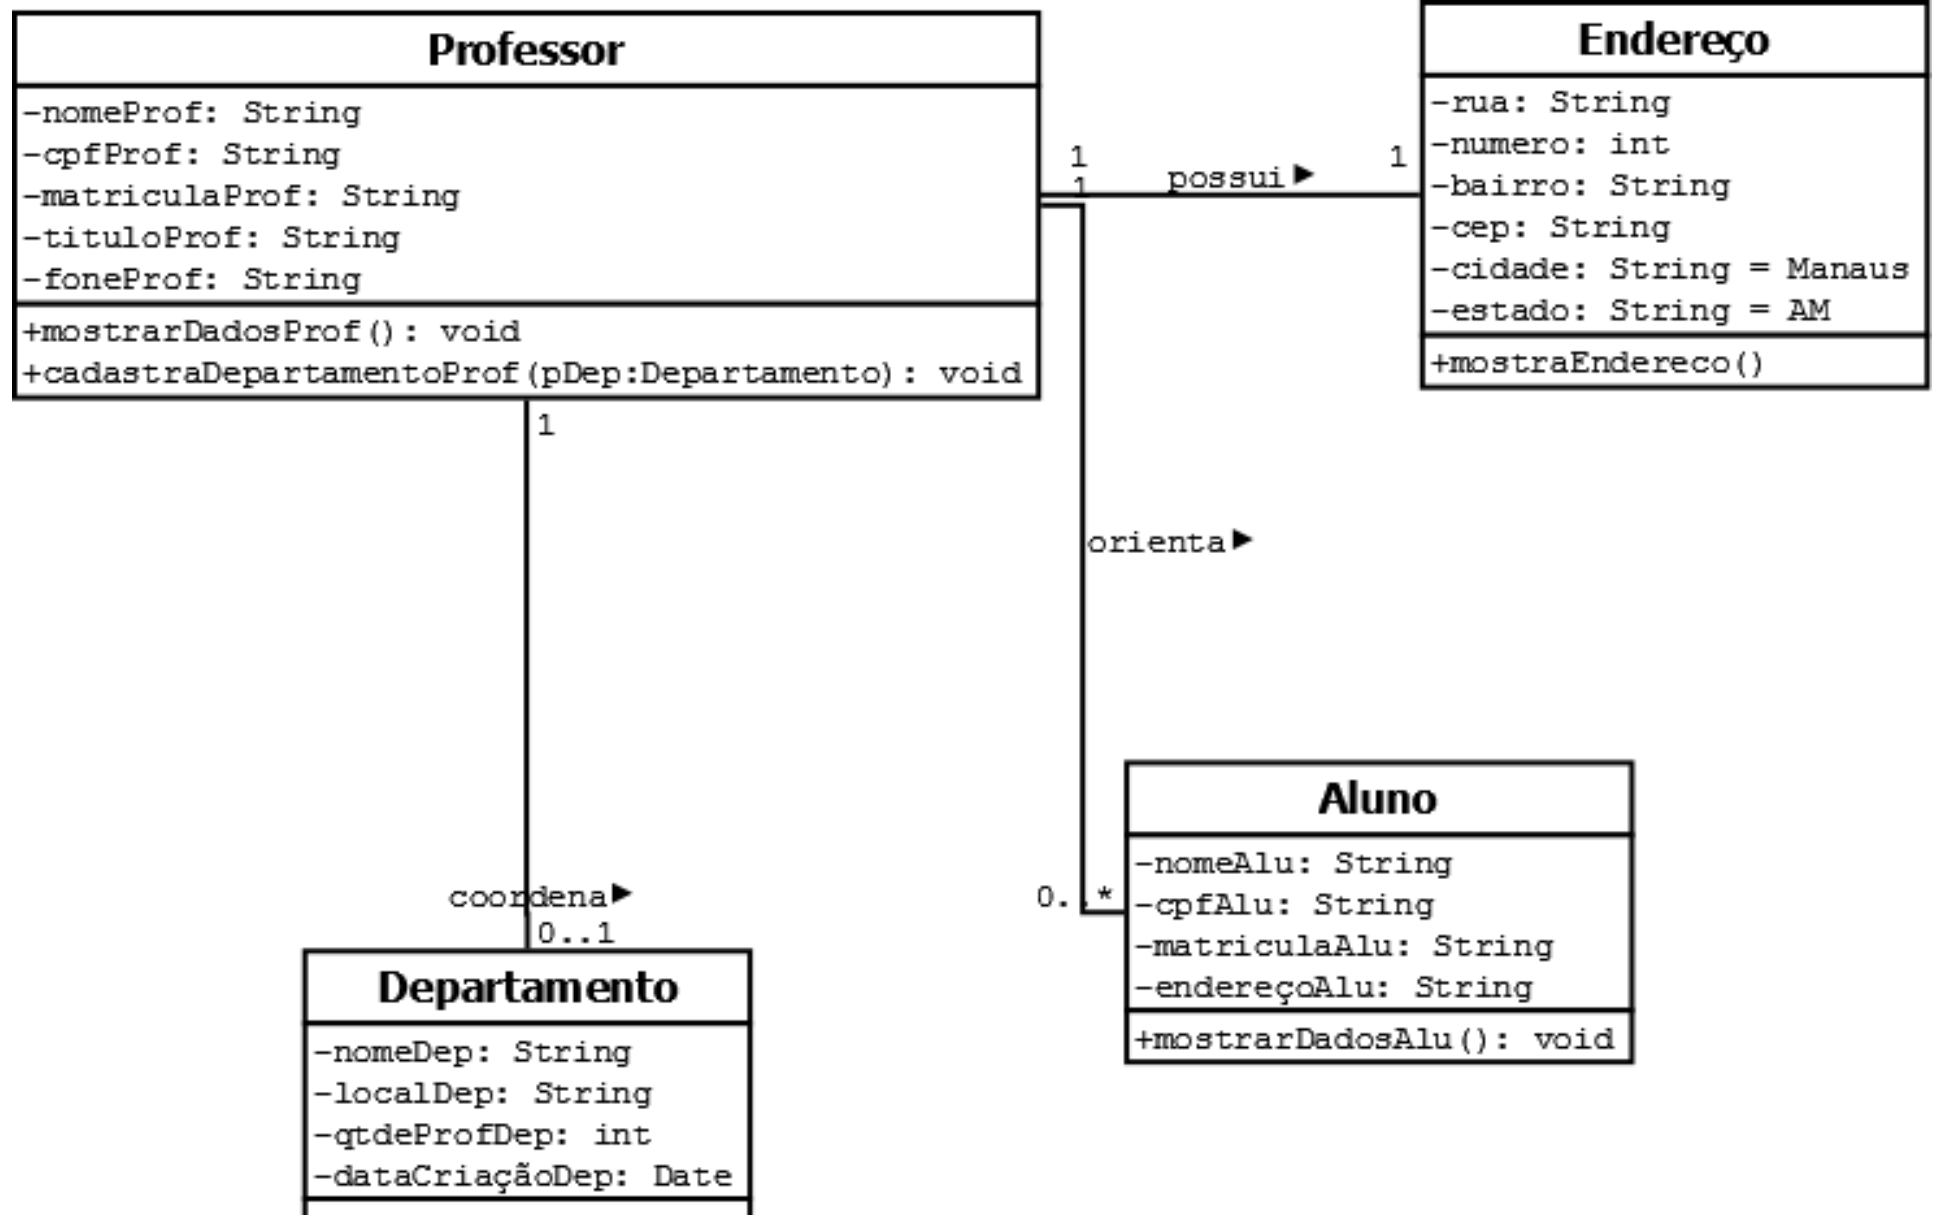 Professor
-nomeProf: String
-cpfProf: String
-matriculaProf: String
-tituloProf: String
-foneProf: String
+mostrarDadosProf(): void
+cadastraDepartamentoProf(pDep:Departamento): void
1
1
possui
1
Endereço
-rua: String
-numero: int
-bairro: String
-cep: String
-cidade: String = Manaus
-estado: String = AM
+mostraEndereco()
1
orienta
0..*
coordena
0..1
Aluno
-nomeAlu: String
-cpfAlu: String
-matriculaAlu: String
-endereçoAlu: String
+mostrarDadosAlu(): void
Departamento
-nomeDep: String
-localDep: String
-qtdeProfDep: int
-dataCriaçãoDep: Date